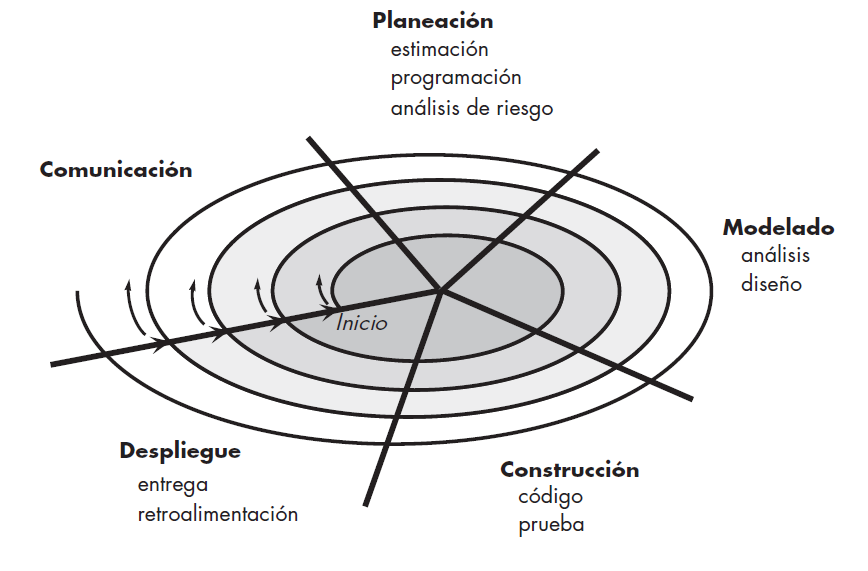 Planeación
estimación
programación
análisis de riesgo
Comunicación
Modelado
análisis
diseño
Inicio
Despliegue
entrega
retroalimentación
Construcción
código
prueba